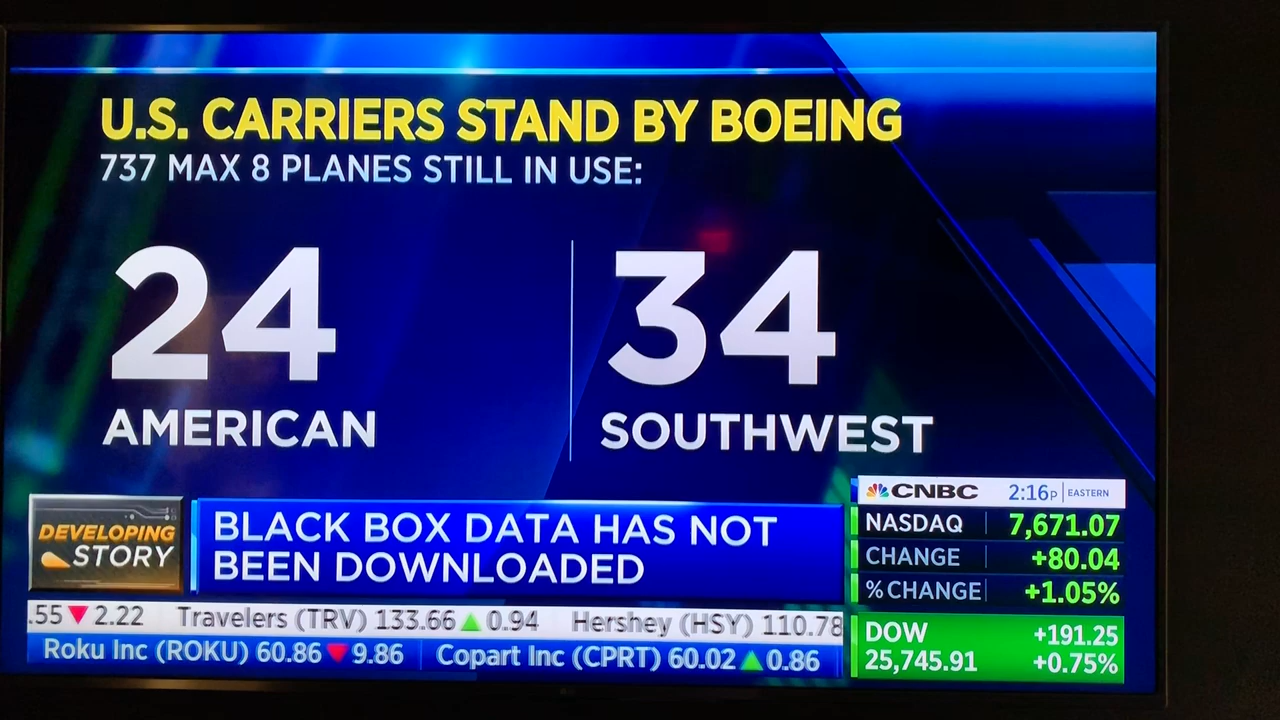 U.S. CARRIERS STAND BY BOEING
737 MAX 8 PLANES STILL IN USE:
24
AMERICAN
34
SOUTHWEST
DEVELOPING
STORY
BLACK BOX DATA HAS NOT
BEEN DOWNLOADED
CNBC 2:16P EASTERN
NASDAQ 7,671.07
CHANGE +80.04
% CHANGE +1.05%
DOW +191.25
25,745.91 +0.75%
.55 ▼ 2.22 Travelers (TRV) 133.66 ▲ 0.94 Hershey (HSY) 110.78
Roku Inc (ROKU) 60.86 ▼ 9.86 Copart Inc (CPRT) 60.02 ▲ 0.86